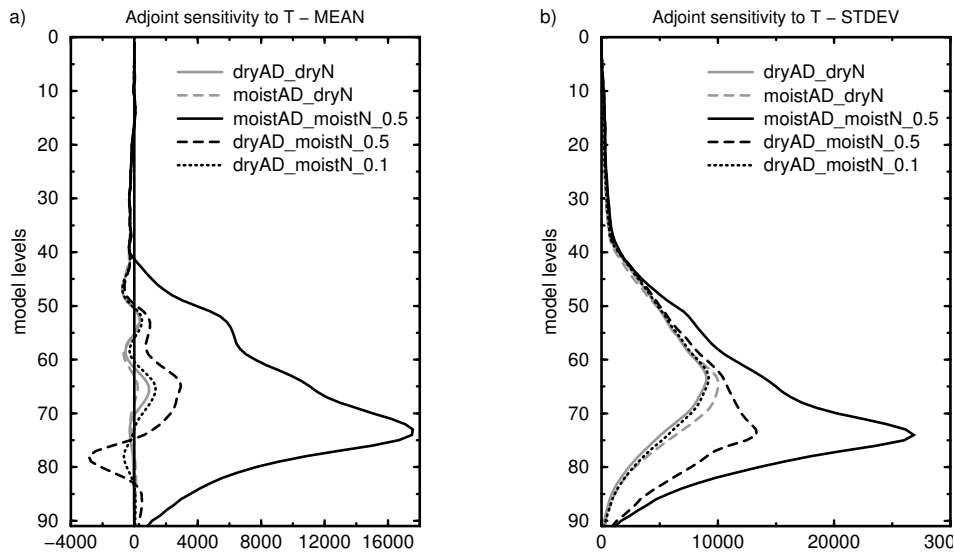 a) Adjoint sensitivity to T − MEAN
0
10
20
30
40
50
60
70
80
90
model levels
dryAD_dryN
moistAD_dryN
moistAD_moistN_0.5
dryAD_moistN_0.5
dryAD_moistN_0.1
−4000 0 4000 8000 12000 16000
b) Adjoint sensitivity to T − STDEV
0
10
20
30
40
50
60
70
80
90
model levels
dryAD_dryN
moistAD_dryN
moistAD_moistN_0.5
dryAD_moistN_0.5
dryAD_moistN_0.1
0 10000 20000 3000